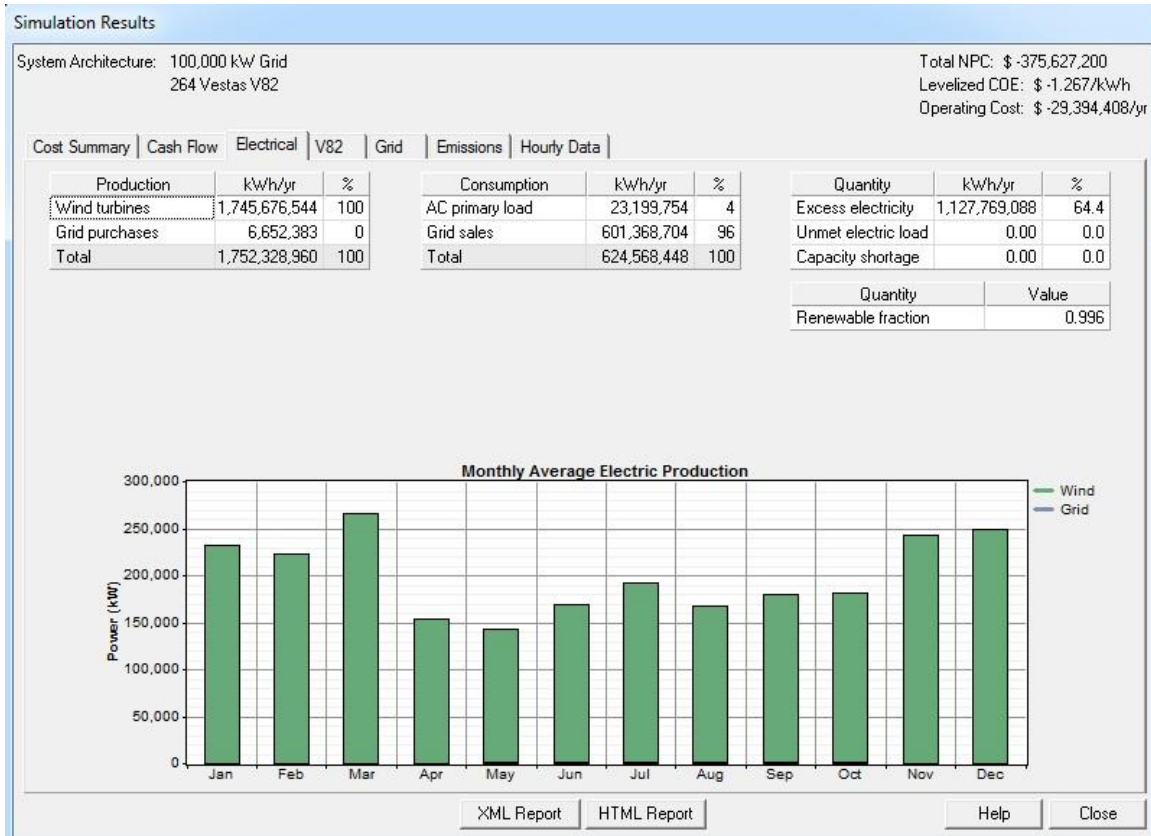 Simulation Results
System Architecture: 100,000 kW Grid
264 Vestas V82
Total NPC: $ -375,627,200
Levelized COE: $ -1.267/kWh
Operating Cost: $ -29,394,408/yr
Cost Summary Cash Flow Electrical V82 Grid Emissions Hourly Data
Production kWh/yr %
Wind turbines 1,745,676,544 100
Grid purchases 6,652,383 0
Total 1,752,328,960 100
Consumption kWh/yr %
AC primary load 23,199,754 4
Grid sales 601,368,704 96
Total 624,568,448 100
Quantity kWh/yr %
Excess electricity 1,127,769,088 64.4
Unmet electric load 0.00 0.0
Capacity shortage 0.00 0.0
Quantity Value
Renewable fraction 0.996
Monthly Average Electric Production
300,000
250,000
200,000
150,000
100,000
50,000
0
Power (kW)
Jan Feb Mar Apr May Jun Jul Aug Sep Oct Nov Dec
Wind
Grid
XML Report HTML Report Help Close